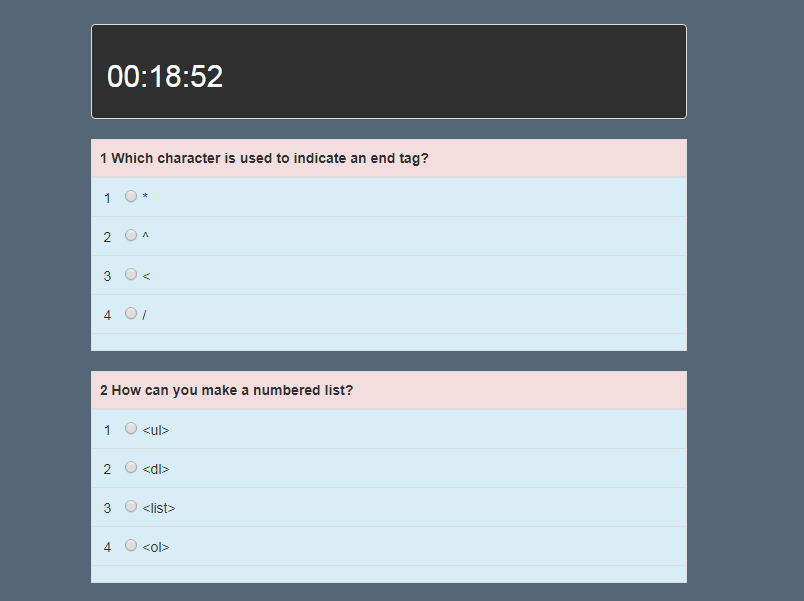 00:18:52
1 Which character is used to indicate an end tag?
1 *
2 ^
3 <
4 /
2 How can you make a numbered list?
1 <ul>
2 <dl>
3 <list>
4 <ol>